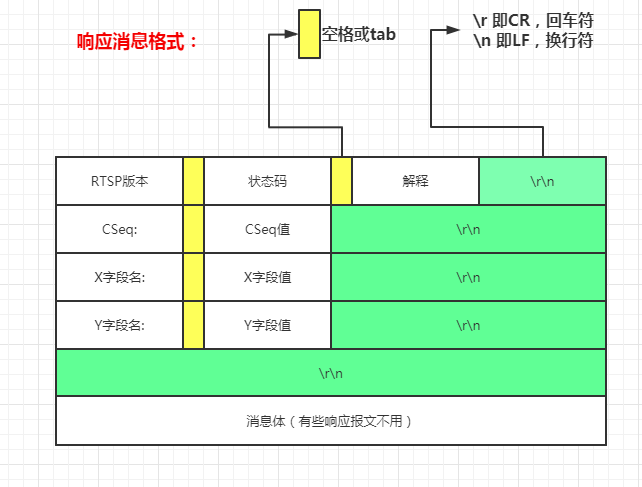 响应消息格式：
空格或tab
\r 即CR，回车符
\n 即LF，换行符
RTSP版本 状态码 解释 \r\n
CSeq: CSeq值 \r\n
X字段名: X字段值 \r\n
Y字段名: Y字段值 \r\n
\r\n
消息体（有些响应报文不用）